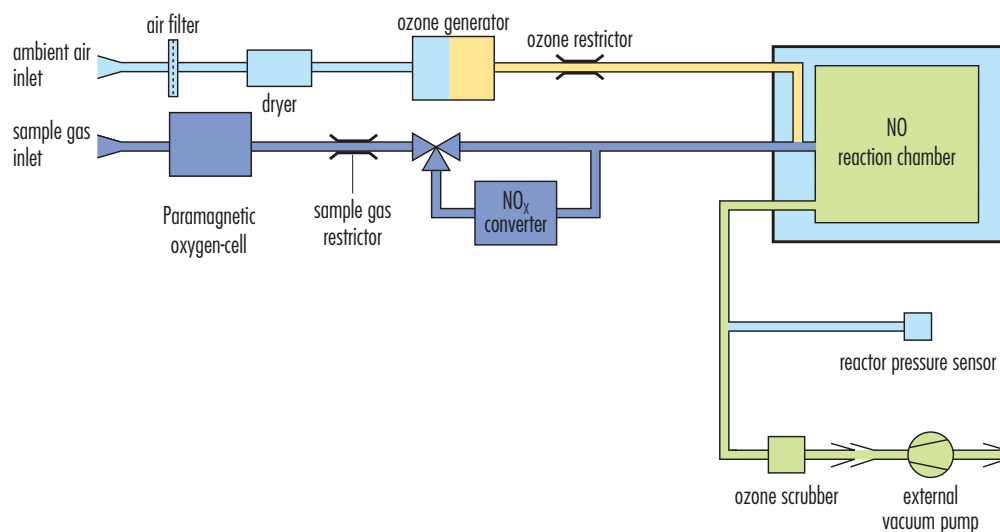 air filter
ozone generator
ozone restrictor
ambient air
inlet
dryer
sample gas
inlet
NO
reaction chamber
Paramagnetic
oxygen-cell
sample gas
restrictor
NOX
converter
reactor pressure sensor
ozone scrubber
external
vacuum pump